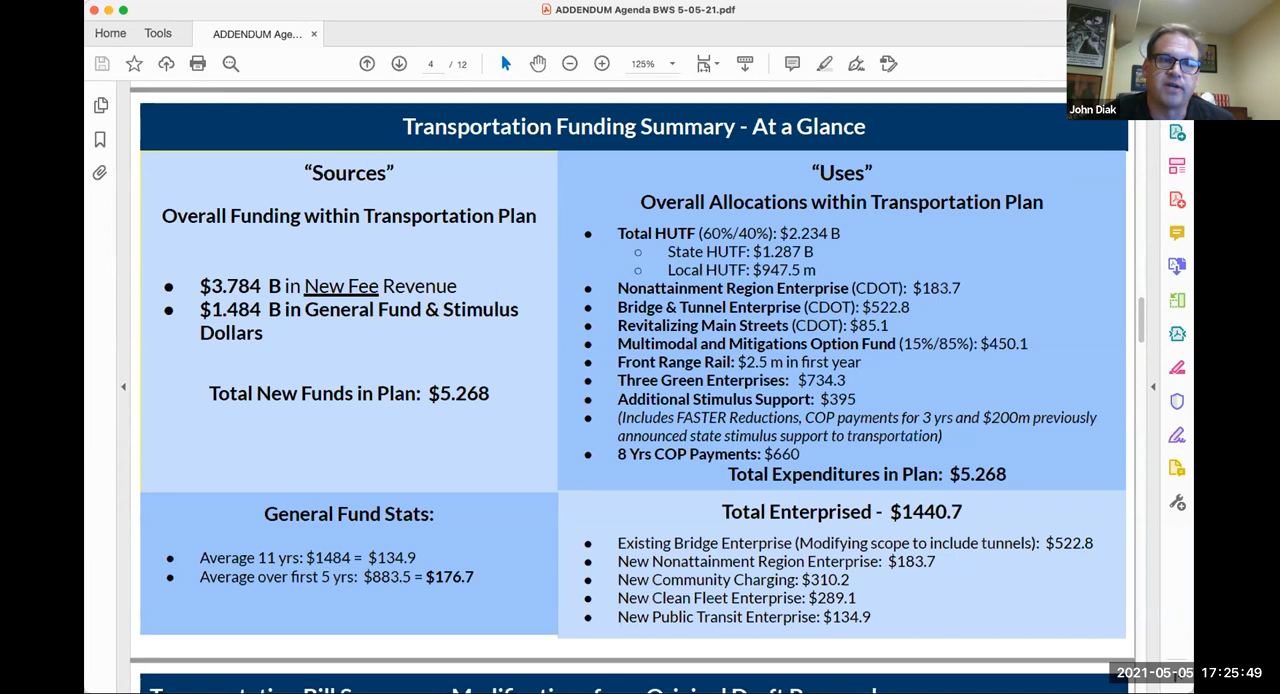 ADDENDUM Agenda BWS 5-05-21.pdf
Home Tools ADDENDUM Age... ×
4 / 12 125%
John Diak
Transportation Funding Summary - At a Glance
“Sources”
Overall Funding within Transportation Plan
● $3.784 B in New Fee Revenue
● $1.484 B in General Fund & Stimulus
Dollars
Total New Funds in Plan: $5.268
“Uses”
Overall Allocations within Transportation Plan
● Total HUTF (60%/40%): $2.234 B
○ State HUTF: $1.287 B
○ Local HUTF: $947.5 m
● Nonattainment Region Enterprise (CDOT): $183.7
● Bridge & Tunnel Enterprise (CDOT): $522.8
● Revitalizing Main Streets (CDOT): $85.1
● Multimodal and Mitigations Option Fund (15%/85%): $450.1
● Front Range Rail: $2.5 m in first year
● Three Green Enterprises: $734.3
● Additional Stimulus Support: $395
● (Includes FASTER Reductions, COP payments for 3 yrs and $200m previously
announced state stimulus support to transportation)
● 8 Yrs COP Payments: $660
Total Expenditures in Plan: $5.268
General Fund Stats:
● Average 11 yrs: $1484 = $134.9
● Average over first 5 yrs: $883.5 = $176.7
Total Enterprised - $1440.7
● Existing Bridge Enterprise (Modifying scope to include tunnels): $522.8
● New Nonattainment Region Enterprise: $183.7
● New Community Charging: $310.2
● New Clean Fleet Enterprise: $289.1
● New Public Transit Enterprise: $134.9
2021-05-05 17:25:49